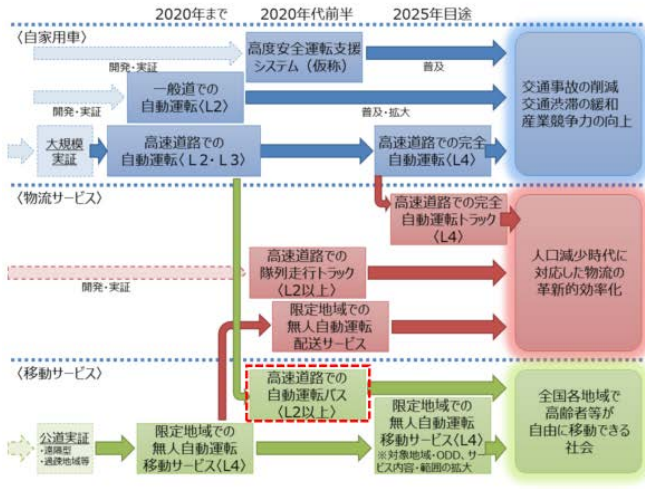 2020年まで
2020年代前半
2025年目途
〈自家用車〉
開発・実証
高度安全運転支援
システム（仮称）
普及
開発・実証
一般道での
自動運転〈L2〉
普及・拡大
大規模
実証
高速道路での
自動運転〈L2・L3〉
高速道路での完全
自動運転〈L4〉
交通事故の削減
交通渋滞の緩和
産業競争力の向上
〈物流サービス〉
高速道路での完全
自動運転トラック
〈L4〉
開発・実証
高速道路での
隊列走行トラック
〈L2以上〉
限定地域での
無人自動運転
配送サービス
人口減少時代に
対応した物流の
革新的効率化
〈移動サービス〉
高速道路での
自動運転バス
〈L2以上〉
公道実証
・遠隔型
・過疎地域等
限定地域での
無人自動運転
移動サービス〈L4〉
限定地域での
無人自動運転
移動サービス〈L4〉
※対象地域・ODD、サー
ビス内容・範囲の拡大
全国各地域で
高齢者等が
自由に移動できる
社会